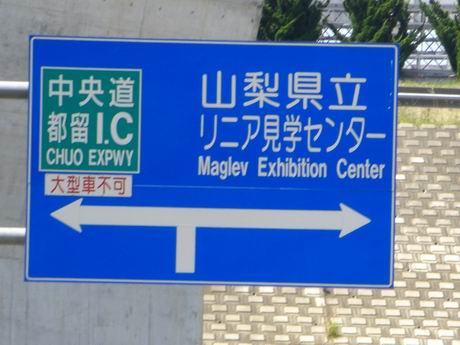 中央道
都留I.C
CHUO EXPWY
大型車不可
山梨県立
リニア見学センター
Maglev Exhibition Center